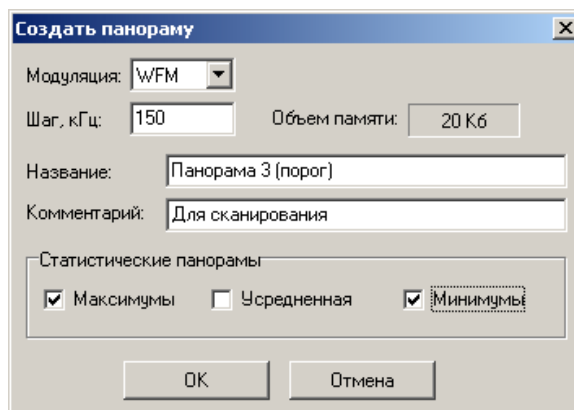 Создать панораму
Модуляция: WFM
Шаг, кГц: 150 Объем памяти: 20 Кб
Название: Панорама 3 (порог)
Комментарий: Для сканирования
Статистические панорамы
Максимумы Усредненная Минимумы
OK Отмена